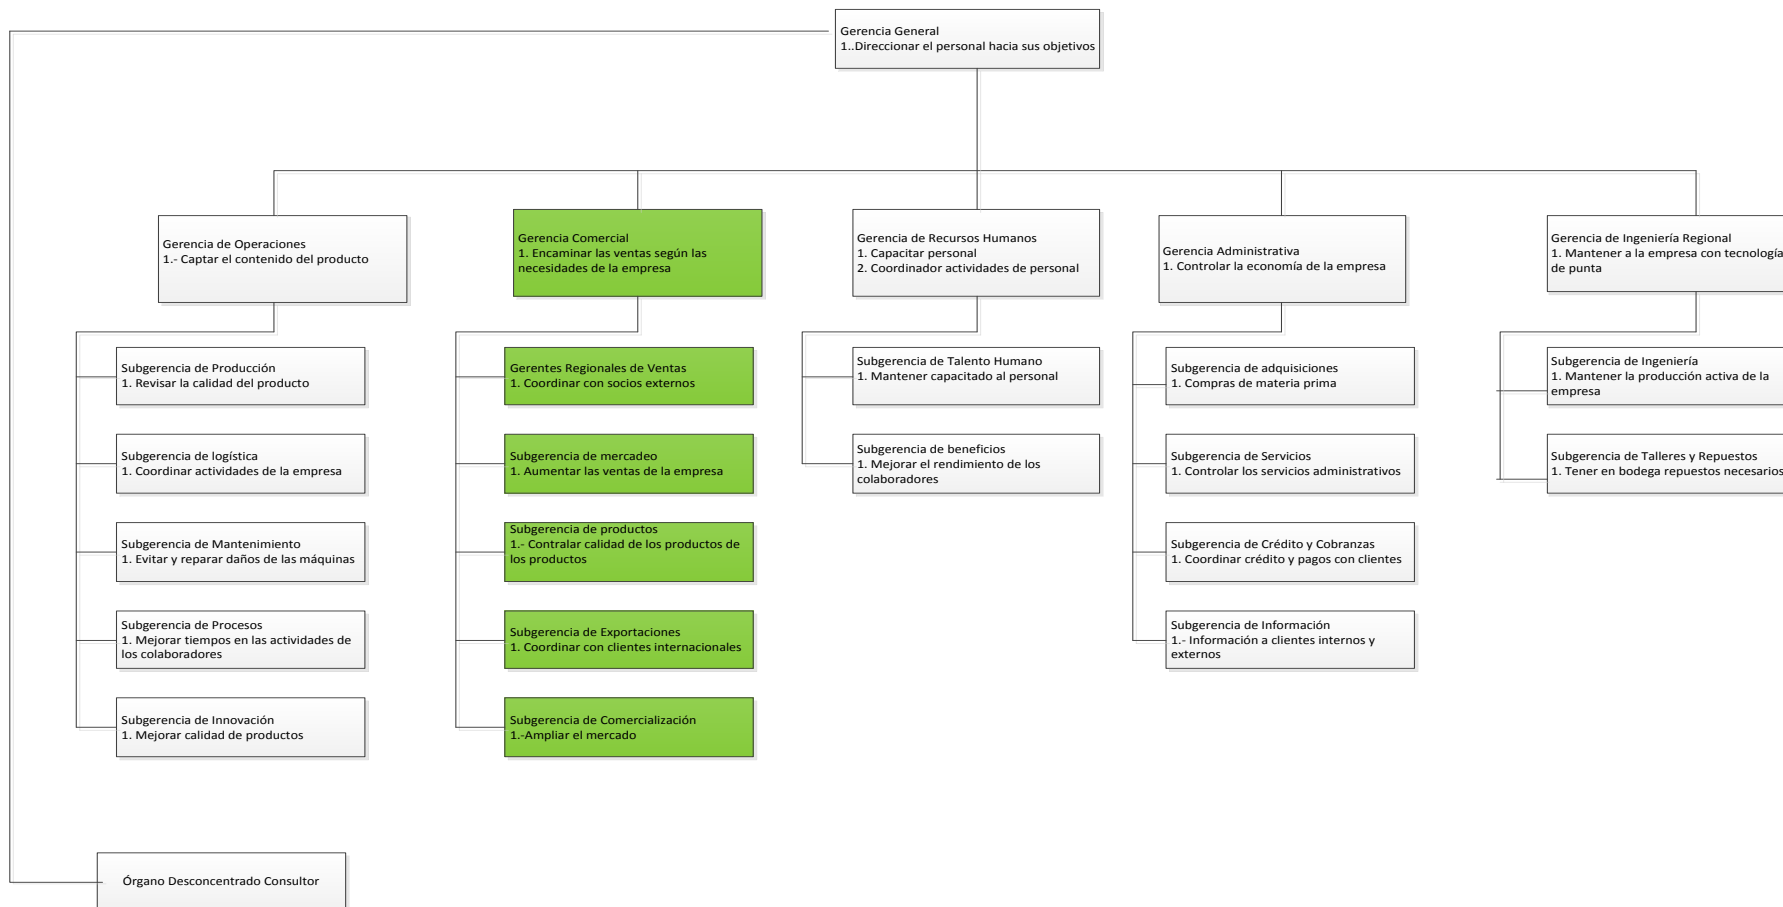 Gerencia General
1..Direccionar el personal hacia sus objetivos
Gerencia de Operaciones
1.- Captar el contenido del producto
Gerencia Comercial
1. Encaminar las ventas según las
necesidades de la empresa
Gerencia de Recursos Humanos
1. Capacitar personal
2. Coordinador actividades de personal
Gerencia Administrativa
1. Controlar la economía de la empresa
Gerencia de Ingeniería Regional
1. Mantener a la empresa con tecnología
de punta
Subgerencia de Producción
1. Revisar la calidad del producto
Gerentes Regionales de Ventas
1. Coordinar con socios externos
Subgerencia de Talento Humano
1. Mantener capacitado al personal
Subgerencia de adquisiciones
1. Compras de materia prima
Subgerencia de Ingeniería
1. Mantener la producción activa de la
empresa
Subgerencia de logística
1. Coordinar actividades de la empresa
Subgerencia de mercadeo
1. Aumentar las ventas de la empresa
Subgerencia de beneficios
1. Mejorar el rendimiento de los
colaboradores
Subgerencia de Servicios
1. Controlar los servicios administrativos
Subgerencia de Talleres y Repuestos
1. Tener en bodega repuestos necesarios
Subgerencia de Mantenimiento
1. Evitar y reparar daños de las máquinas
Subgerencia de productos
1.- Contralar calidad de los productos de
los productos
Subgerencia de Crédito y Cobranzas
1. Coordinar crédito y pagos con clientes
Subgerencia de Procesos
1. Mejorar tiempos en las actividades de
los colaboradores
Subgerencia de Exportaciones
1. Coordinar con clientes internacionales
Subgerencia de Información
1.- Información a clientes internos y
externos
Subgerencia de Innovación
1. Mejorar calidad de productos
Subgerencia de Comercialización
1.-Ampliar el mercado
Órgano Desconcentrado Consultor